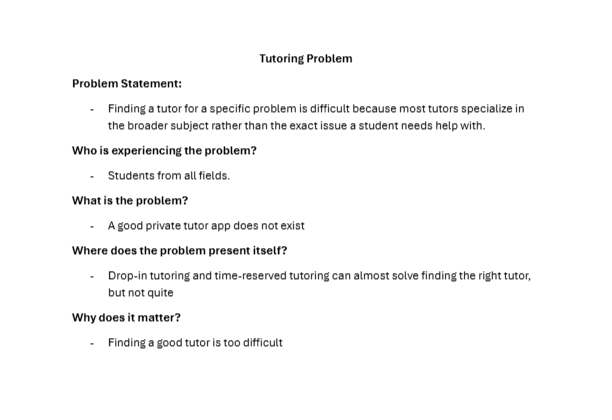 Tutoring Problem
Problem Statement:
- Finding a tutor for a specific problem is difficult because most tutors specialize in
the broader subject rather than the exact issue a student needs help with.
Who is experiencing the problem?
- Students from all fields.
What is the problem?
- A good private tutor app does not exist
Where does the problem present itself?
- Drop-in tutoring and time-reserved tutoring can almost solve finding the right tutor,
but not quite
Why does it matter?
- Finding a good tutor is too difficult